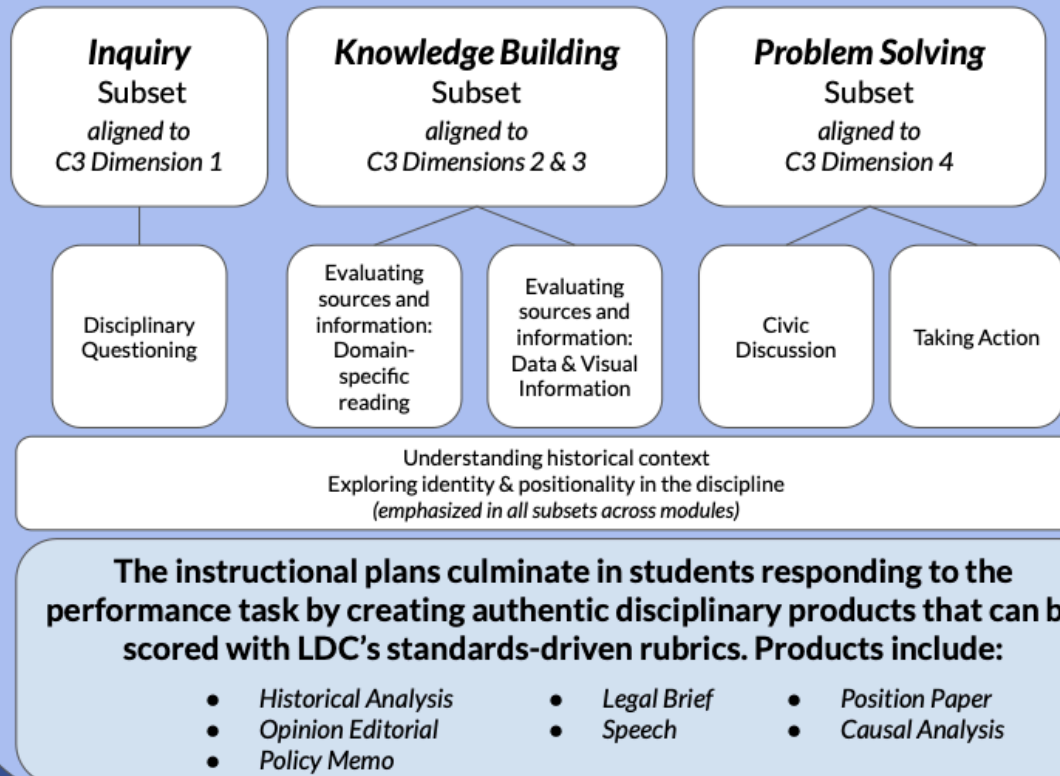 Inquiry
Subset
aligned to
C3 Dimension 1
Knowledge Building
Subset
aligned to
C3 Dimensions 2 & 3
Problem Solving
Subset
aligned to
C3 Dimension 4
Disciplinary
Questioning
Evaluating
sources and
information:
Domain-
specific
reading
Evaluating
sources and
information:
Data & Visual
Information
Civic
Discussion
Taking Action
Understanding historical context
Exploring identity & positionality in the discipline
(emphasized in all subsets across modules)
The instructional plans culminate in students responding to the
performance task by creating authentic disciplinary products that can b
scored with LDC's standards-driven rubrics. Products include:
● Historical Analysis
● Opinion Editorial
● Policy Memo
● Legal Brief
● Speech
● Position Paper
● Causal Analysis